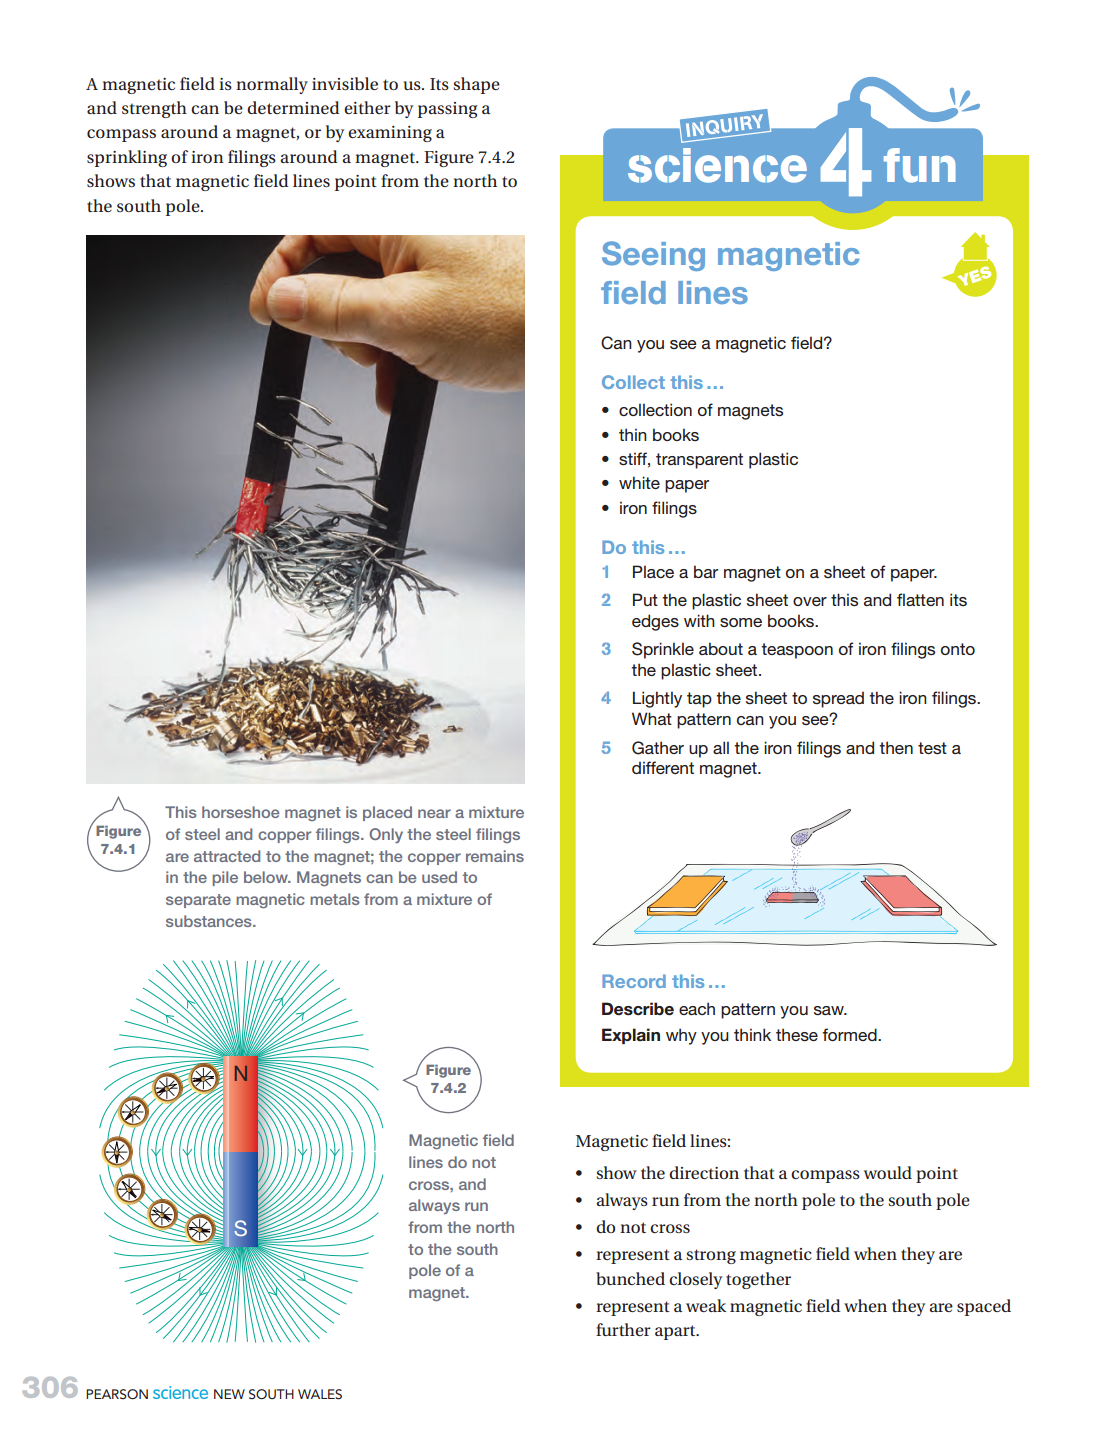 A magnetic field is normally invisible to us. Its shape
and strength can be determined either by passing a
compass around a magnet, or by examining a
sprinkling of iron filings around a magnet. Figure 7.4.2
shows that magnetic field lines point from the north to
the south pole.
Figure
7.4.1
This horseshoe magnet is placed near a mixture
of steel and copper filings. Only the steel filings
are attracted to the magnet; the copper remains
in the pile below. Magnets can be used to
separate magnetic metals from a mixture of
substances.
N
S
Figure
7.4.2
Magnetic field
lines do not
cross, and
always run
from the north
to the south
pole of a
magnet.
INQUIRY
science 4 fun
Seeing magnetic
field lines
YES
Can you see a magnetic field?
Collect this...
• collection of magnets
• thin books
• stiff, transparent plastic
• white paper
• iron filings
Do this...
1 Place a bar magnet on a sheet of paper.
2 Put the plastic sheet over this and flatten its
edges with some books.
3 Sprinkle about a teaspoon of iron filings onto
the plastic sheet.
4 Lightly tap the sheet to spread the iron filings.
What pattern can you see?
5 Gather up all the iron filings and then test a
different magnet.
Record this...
Describe each pattern you saw.
Explain why you think these formed.
Magnetic field lines:
• show the direction that a compass would point
• always run from the north pole to the south pole
• do not cross
• represent a strong magnetic field when they are
bunched closely together
• represent a weak magnetic field when they are spaced
further apart.
306 PEARSON science NEW SOUTH WALES